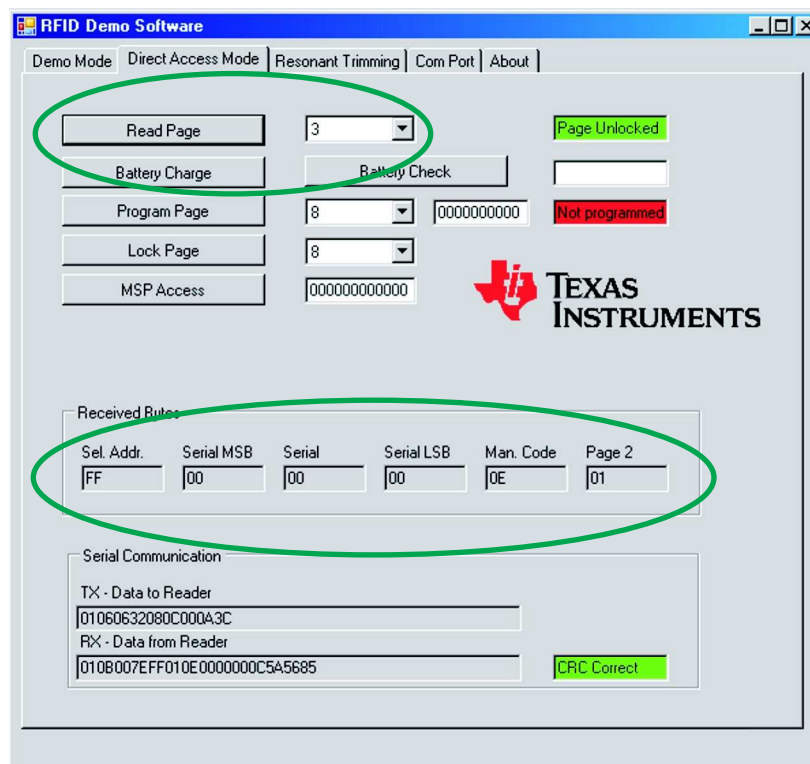 RFID Demo Software
Demo Mode Direct Access Mode Resonant Trimming Com Port About
Read Page 3 Page Unlocked
Battery Charge Battery Check
Program Page 8 0000000000 Not programmed
Lock Page 8
MSP Access 000000000000
TEXAS
INSTRUMENTS
Received Bytes
Sel. Addr. Serial MSB Serial Serial LSB Man. Code Page 2
FF 00 00 00 0E 01
Serial Communication
TX - Data to Reader
01060632080C000A3C
RX - Data from Reader
010B007EFF010E0000000C5A5685 CRC Correct